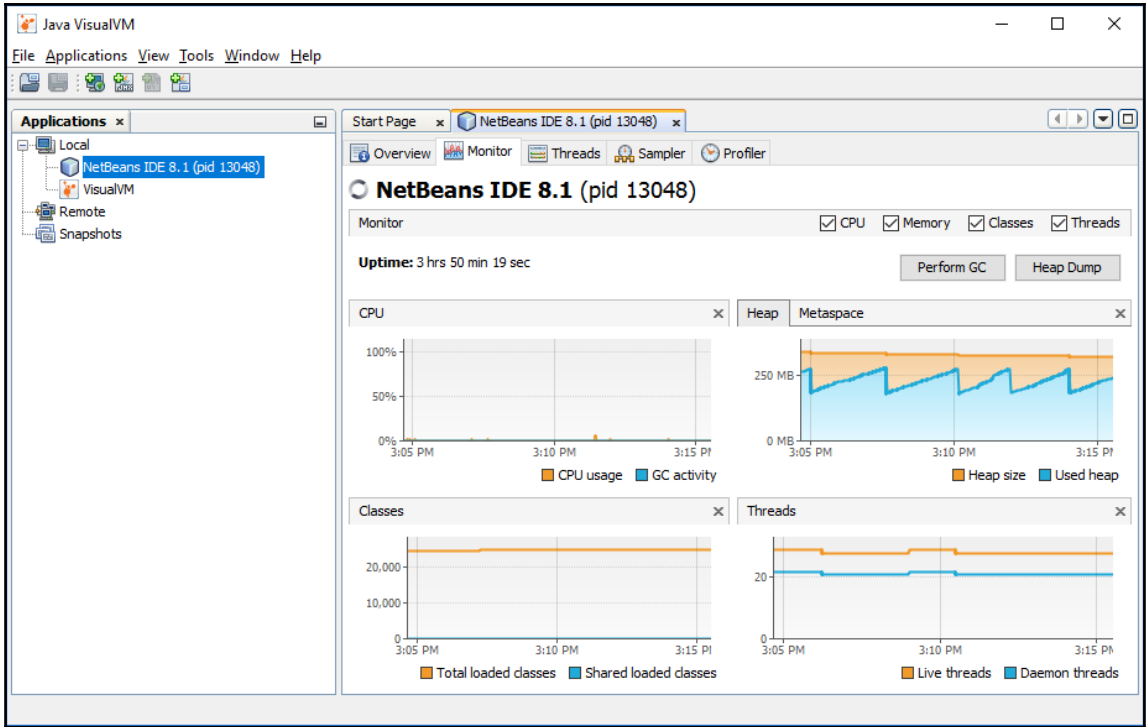 Java VisualVM
File Applications View Tools Window Help
Applications
Local
NetBeans IDE 8.1 (pid 13048)
VisualVM
Remote
Snapshots
Start Page NetBeans IDE 8.1 (pid 13048)
Overview Monitor Threads Sampler Profiler
NetBeans IDE 8.1 (pid 13048)
Monitor CPU Memory Classes Threads
Uptime: 3 hrs 50 min 19 sec Perform GC Heap Dump
CPU
100%
50%
0%
3:05 PM 3:10 PM 3:15 P
CPU usage GC activity
Heap Metaspace
250 MB
0 MB
3:05 PM 3:10 PM 3:15 P
Heap size Used heap
Classes
20,000
10,000
0
3:05 PM 3:10 PM 3:15 P
Total loaded classes Shared loaded classes
Threads
20
0
3:05 PM 3:10 PM 3:15 P
Live threads Daemon threads